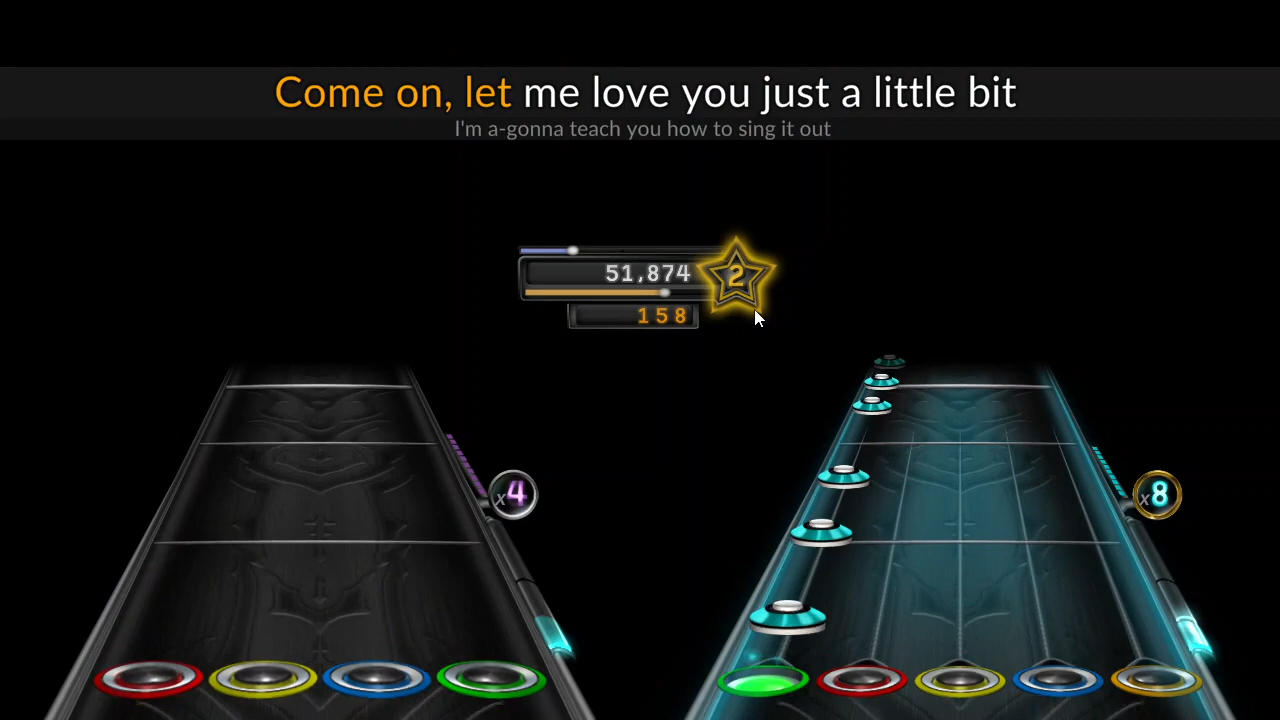 Come on, let me love you just a little bit
I'm a-gonna teach you how to sing it out
51,874
2
158
x4
x8